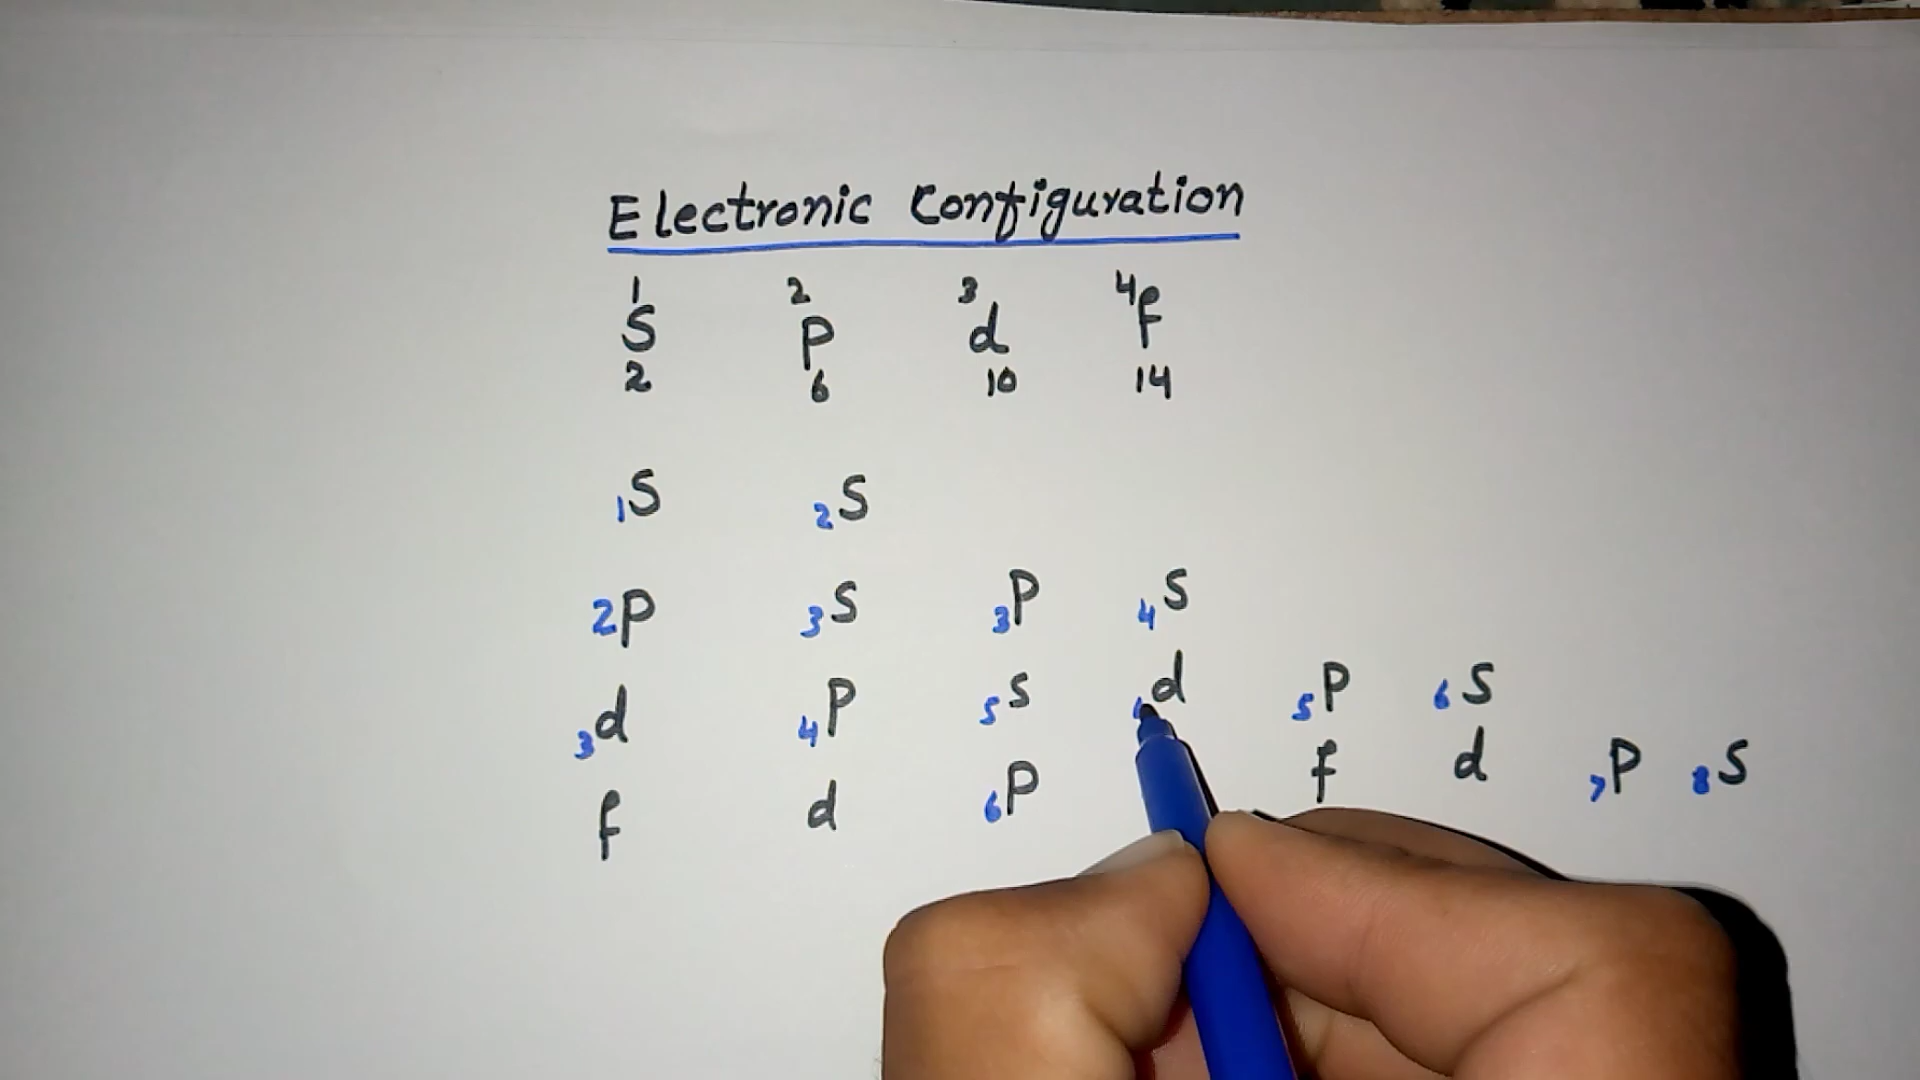 Electronic Configuration
1 2 3 4
S P d f
2 6 10 14
1S 2S
2P 3S 3P 4S
3d 4P 5S d 5P 6S
f d 6P f d 7P 8S